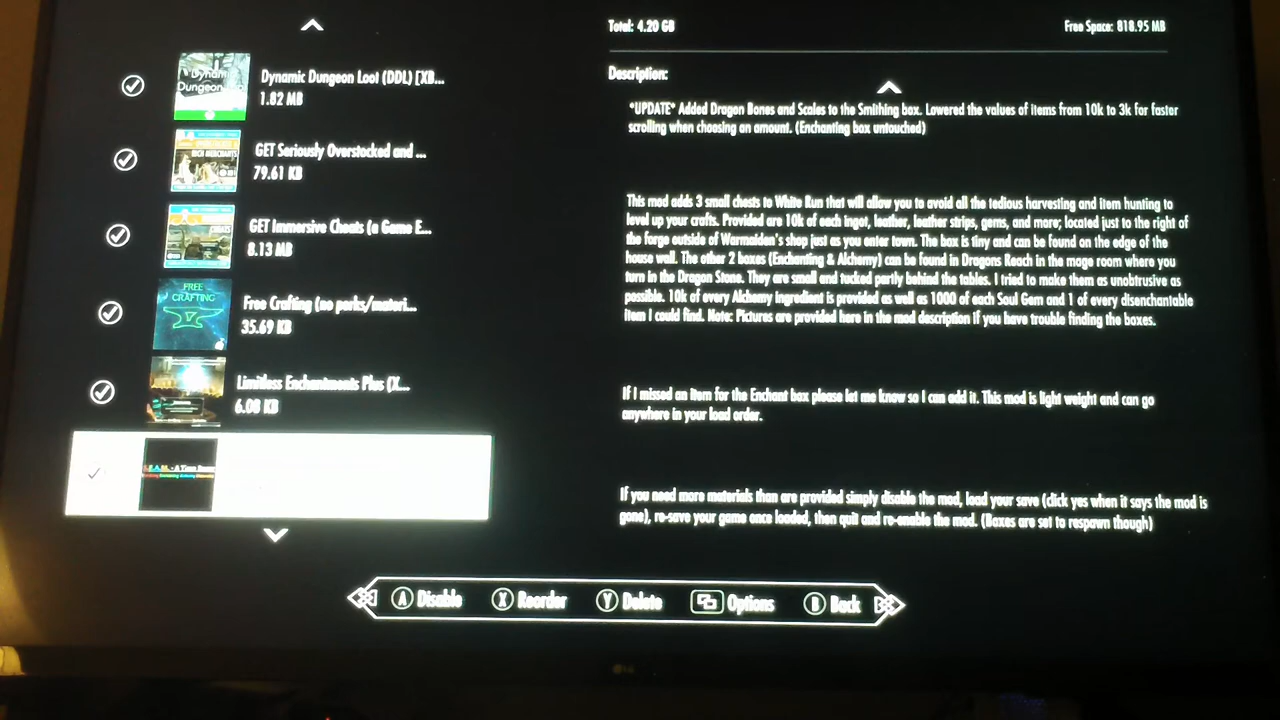 Total: 4.20 GB
Free Space: 818.95 MB
Dynamic Dungeon Loot (DDL) [XB...
1.82 MB
GET Seriously Overstocked and ...
79.61 KB
GET Immersive Cheats (a Game E...
8.13 MB
FREE
CRAFTING
Free Crafting (no perks/materi...
35.69 KB
Limitless Enchantments Plus (X...
6.08 KB
Description:
*UPDATE* Added Dragon Bones and Scales to the Smithing box. Lowered the values of items from 10k to 3k for faster
scrolling when choosing an amount. (Enchanting box untouched)
This mod adds 3 small chests to White Run that will allow you to avoid all the tedious harvesting and item hunting to
level up your crafts. Provided are 10k of each ingot, leather, leather strips, gems, and more; located just to the right of
the forge outside of Warmaiden's shop just as you enter town. The box is tiny and can be found on the edge of the
house wall. The other 2 boxes (Enchanting & Alchemy) can be found in Dragons Reach in the mage room where you
turn in the Dragon Stone. They are small and tucked partly behind the tables. I tried to make them as unobtrusive as
possible. 10k of every Alchemy ingredient is provided as well as 1000 of each Soul Gem and 1 of every disenchantable
item I could find. Note: Pictures are provided here in the mod description if you have trouble finding the boxes.
If I missed an item for the Enchant box please let me know so I can add it. This mod is light weight and can go
anywhere in your load order.
If you need more materials than are provided simply disable the mod, load your save (click yes when it says the mod is
gone), re-save your game once loaded, then quit and re-enable the mod. (Boxes are set to respawn though)
A Disable X Reorder Y Delete Options B Back
LG